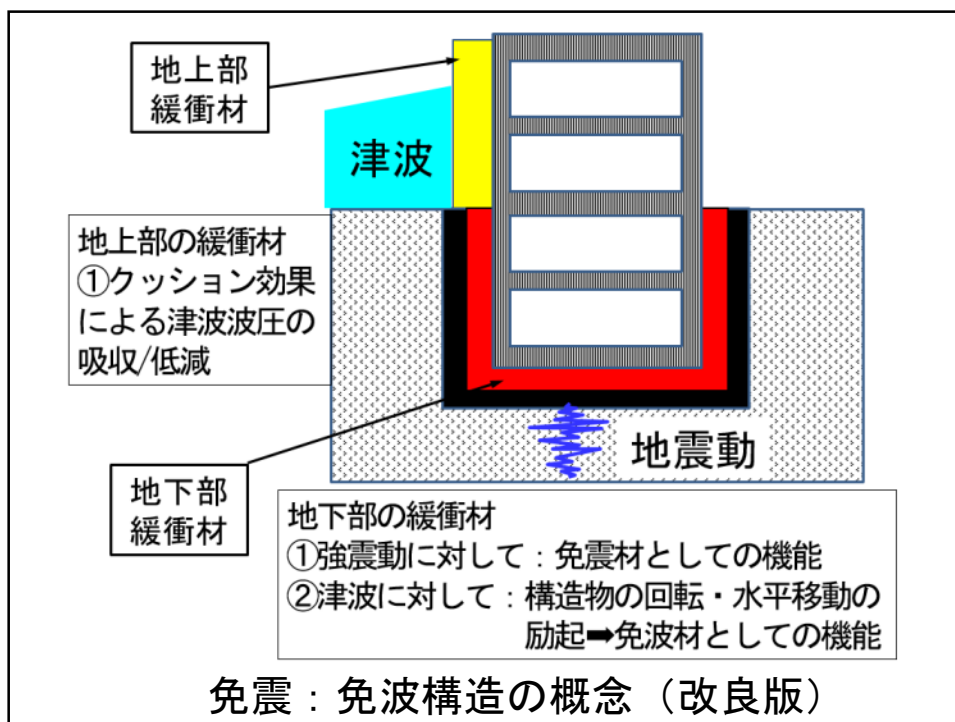 地上部
緩衝材
津波
地上部の緩衝材
①クッション効果
による津波波圧の
吸収/低減
地震動
地下部
緩衝材
地下部の緩衝材
①強震動に対して：免震材としての機能
②津波に対して：構造物の回転・水平移動の
励起➡免波材としての機能
免震：免波構造の概念（改良版）